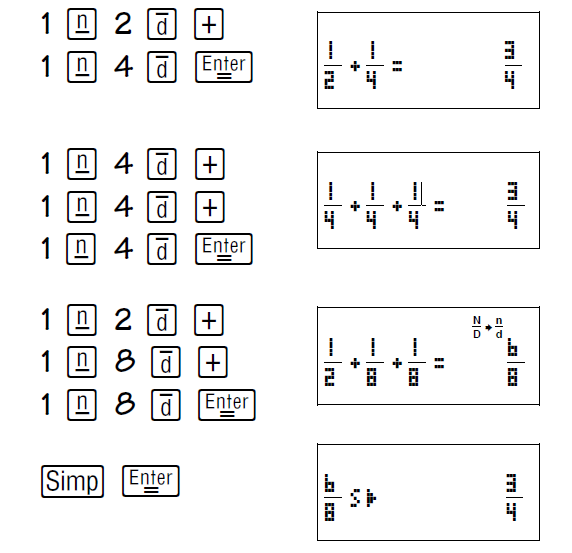 1 n 2 d +
1 n 4 d Enter
1/2 + 1/4 = 3/4
1 n 4 d +
1 n 4 d +
1 n 4 d Enter
1/4 + 1/4 + 1/4 = 3/4
1 n 2 d +
1 n 8 d +
1 n 8 d Enter
N/D → n/d
1/2 + 1/8 + 1/8 = 6/8
Simp Enter
6/8 S▸ 3/4